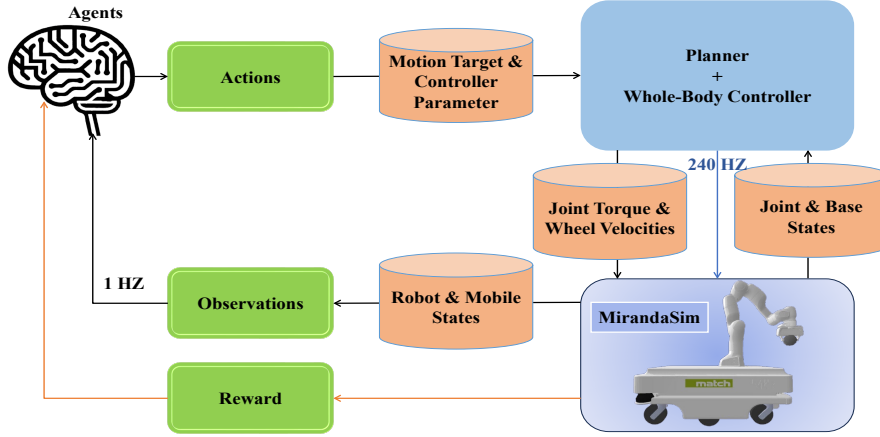 Agents
Actions
Motion Target &
Controller
Parameter
Planner
+
Whole-Body Controller
240 HZ
Joint Torque &
Wheel Velocities
Joint & Base
States
1 HZ
Observations
Robot & Mobile
States
MirandaSim
match
Reward